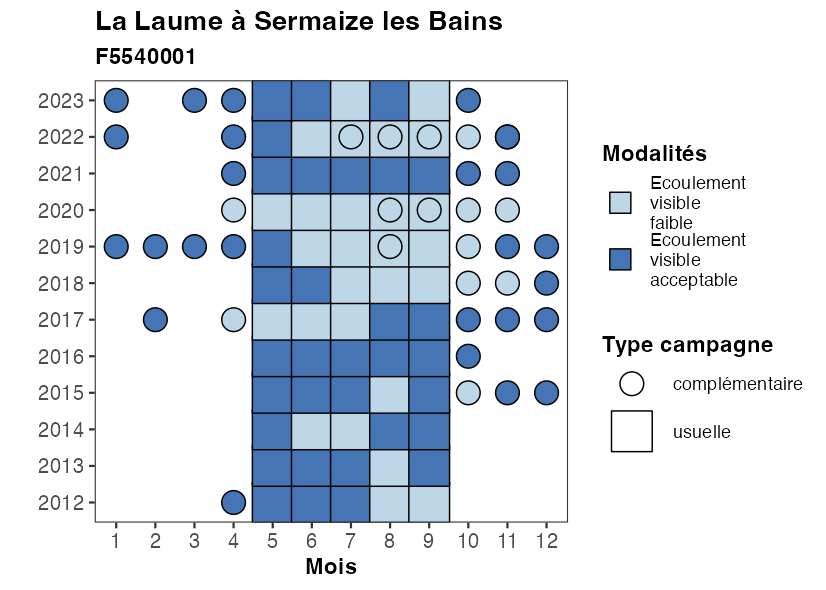 La Laume à Sermaize les Bains
F5540001
2023
2022
2021
2020
2019
2018
2017
2016
2015
2014
2013
2012
1 2 3 4 5 6 7 8 9 10 11 12
Mois
Modalités
Ecoulement
visible
faible
Ecoulement
visible
acceptable
Type campagne
complémentaire
usuelle